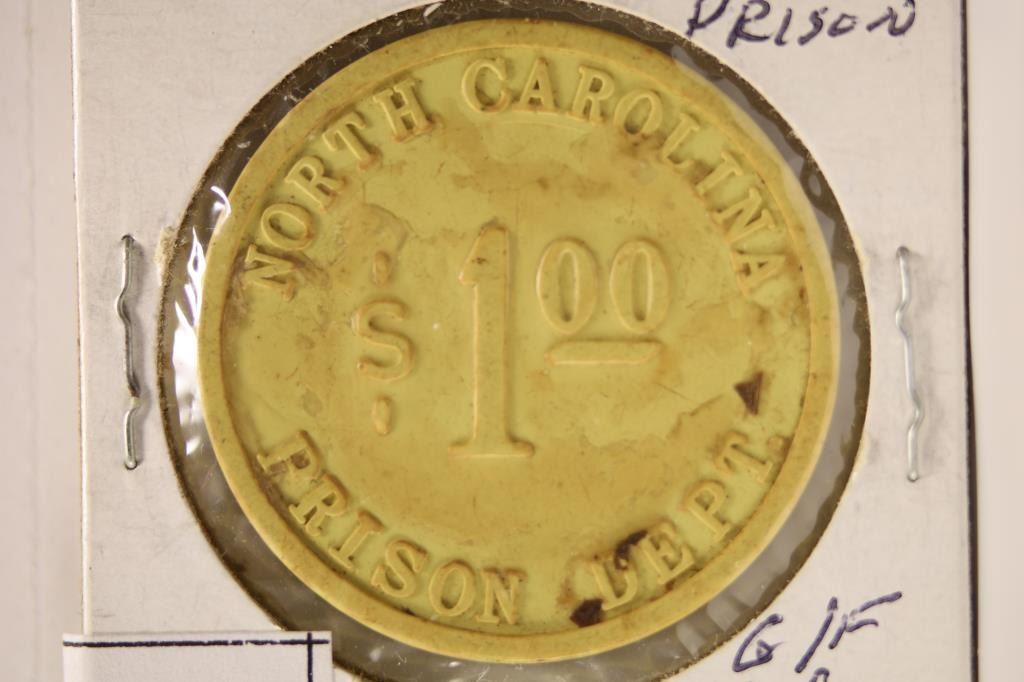 PRISON
NORTH CAROLINA
$ 1 00
PRISON DEPT.
G/F